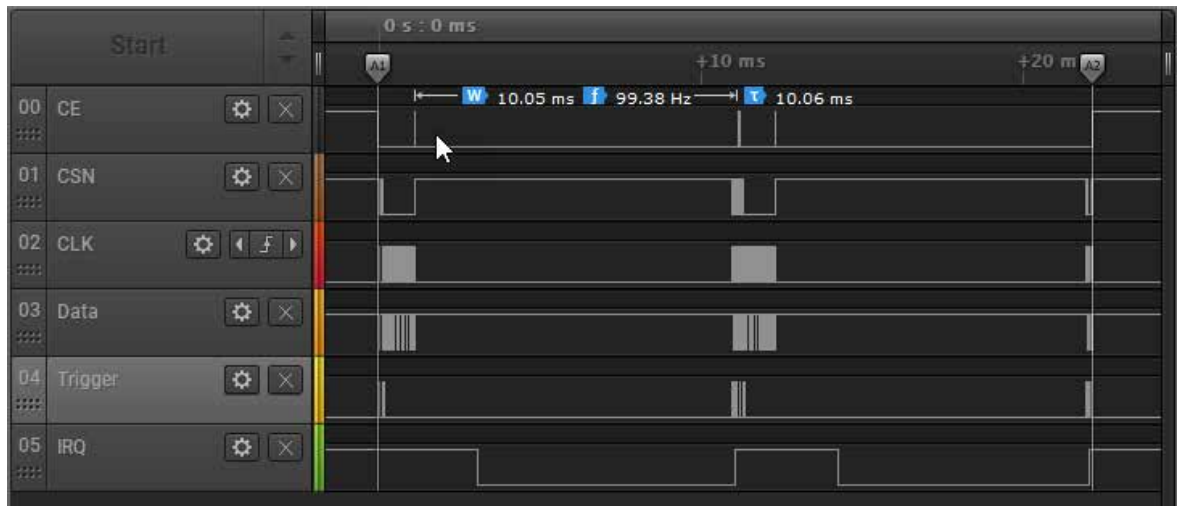 Start
0 s : 0 ms
A1
+10 ms
+20 m
A2
00 CE
W 10.05 ms f 99.38 Hz τ 10.06 ms
01 CSN
02 CLK
03 Data
04 Trigger
05 IRQ